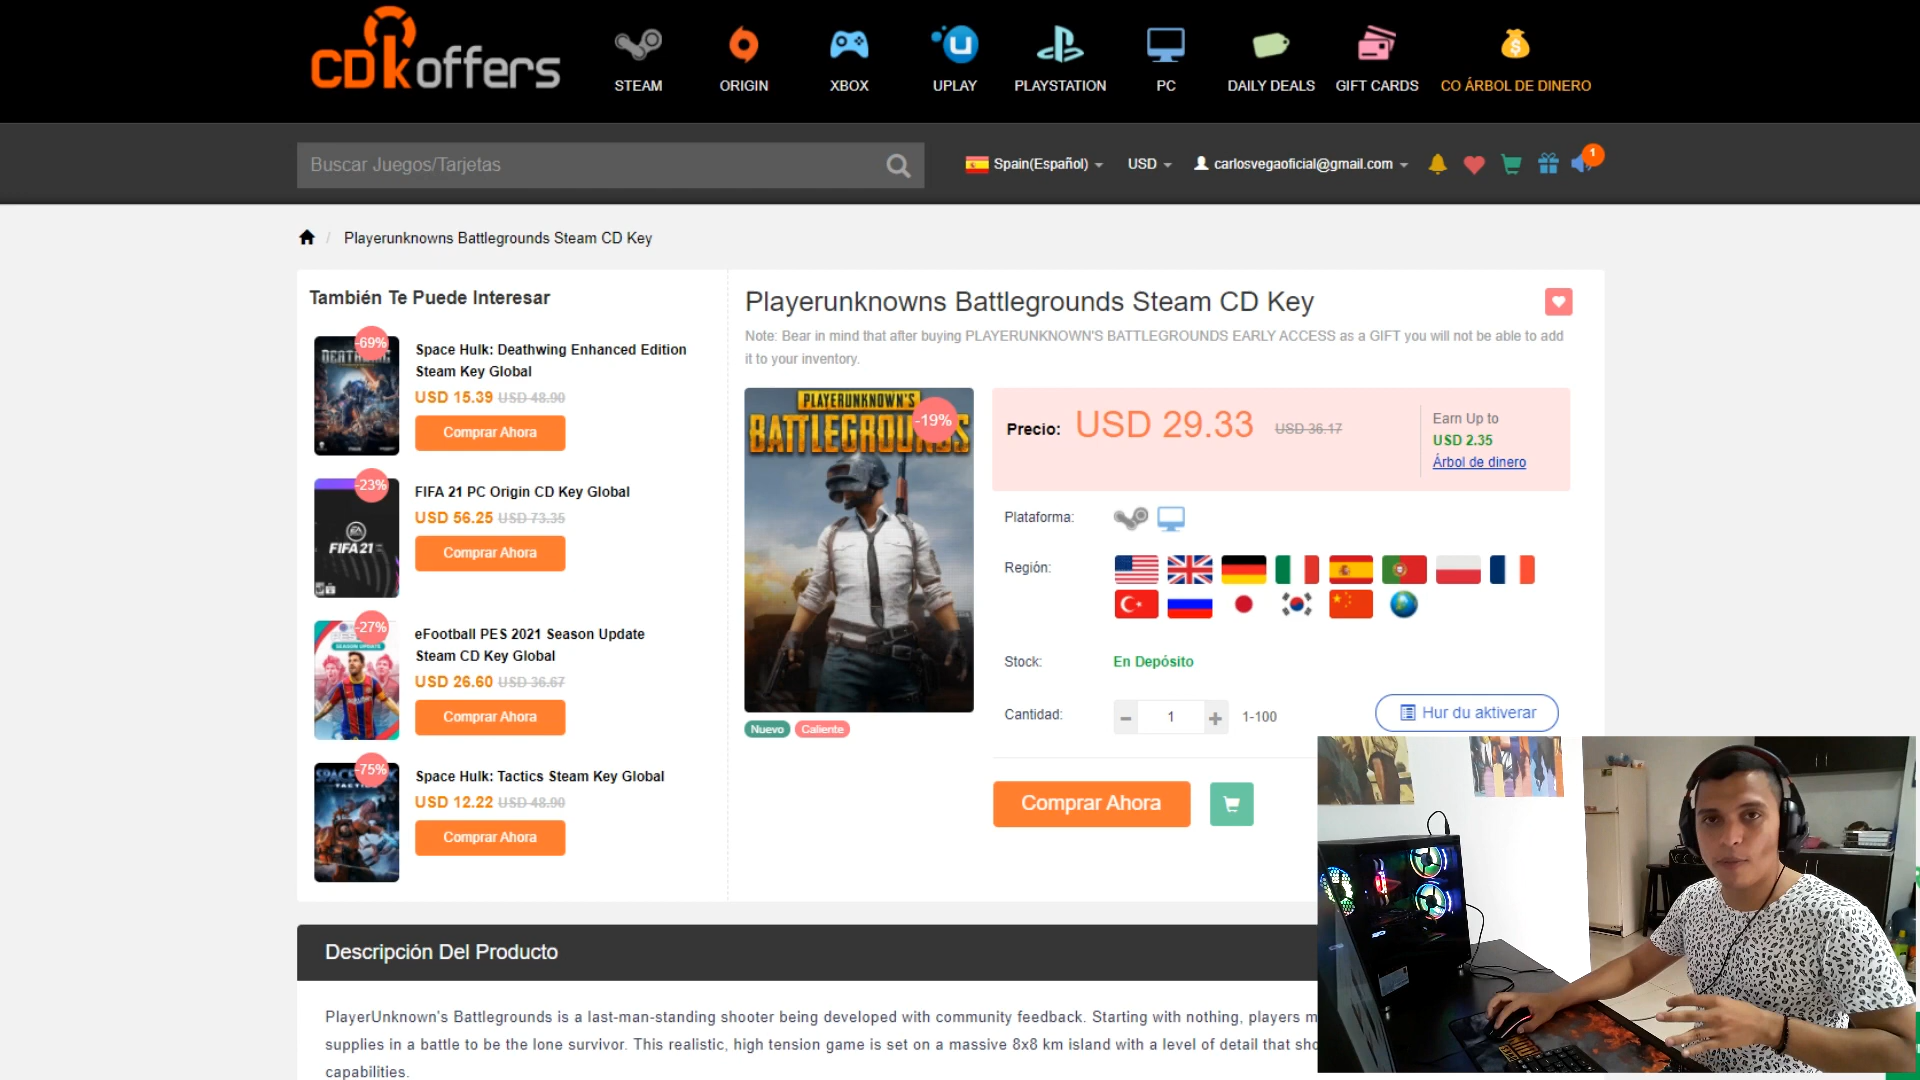 CDkoffers
STEAM
ORIGIN
XBOX
UPLAY
PLAYSTATION
PC
DAILY DEALS
GIFT CARDS
CO ÁRBOL DE DINERO
Buscar Juegos/Tarjetas
Spain(Español)
USD
carlosvegaoficial@gmail.com
1
/ Playerunknowns Battlegrounds Steam CD Key
También Te Puede Interesar
-69%
Space Hulk: Deathwing Enhanced Edition
Steam Key Global
USD 15.39 USD 48.90
Comprar Ahora
-23%
FIFA 21
FIFA 21 PC Origin CD Key Global
USD 56.25 USD 73.35
Comprar Ahora
-27%
eFootball PES 2021 Season Update
Steam CD Key Global
USD 26.60 USD 36.67
Comprar Ahora
-75%
Space Hulk: Tactics Steam Key Global
USD 12.22 USD 48.90
Comprar Ahora
Playerunknowns Battlegrounds Steam CD Key
Note: Bear in mind that after buying PLAYERUNKNOWN'S BATTLEGROUNDS EARLY ACCESS as a GIFT you will not be able to add
it to your inventory.
PLAYERUNKNOWN'S
BATTLEGROUNDS
-19%
Nuevo
Caliente
Precio: USD 29.33 USD 36.17
Earn Up to
USD 2.35
Árbol de dinero
Plataforma:
Región:
Stock: En Depósito
Cantidad: − 1 + 1-100
Hur du aktiverar
Comprar Ahora
Descripción Del Producto
PlayerUnknown's Battlegrounds is a last-man-standing shooter being developed with community feedback. Starting with nothing, players
supplies in a battle to be the lone survivor. This realistic, high tension game is set on a massive 8x8 km island with a level of detail that
capabilities.